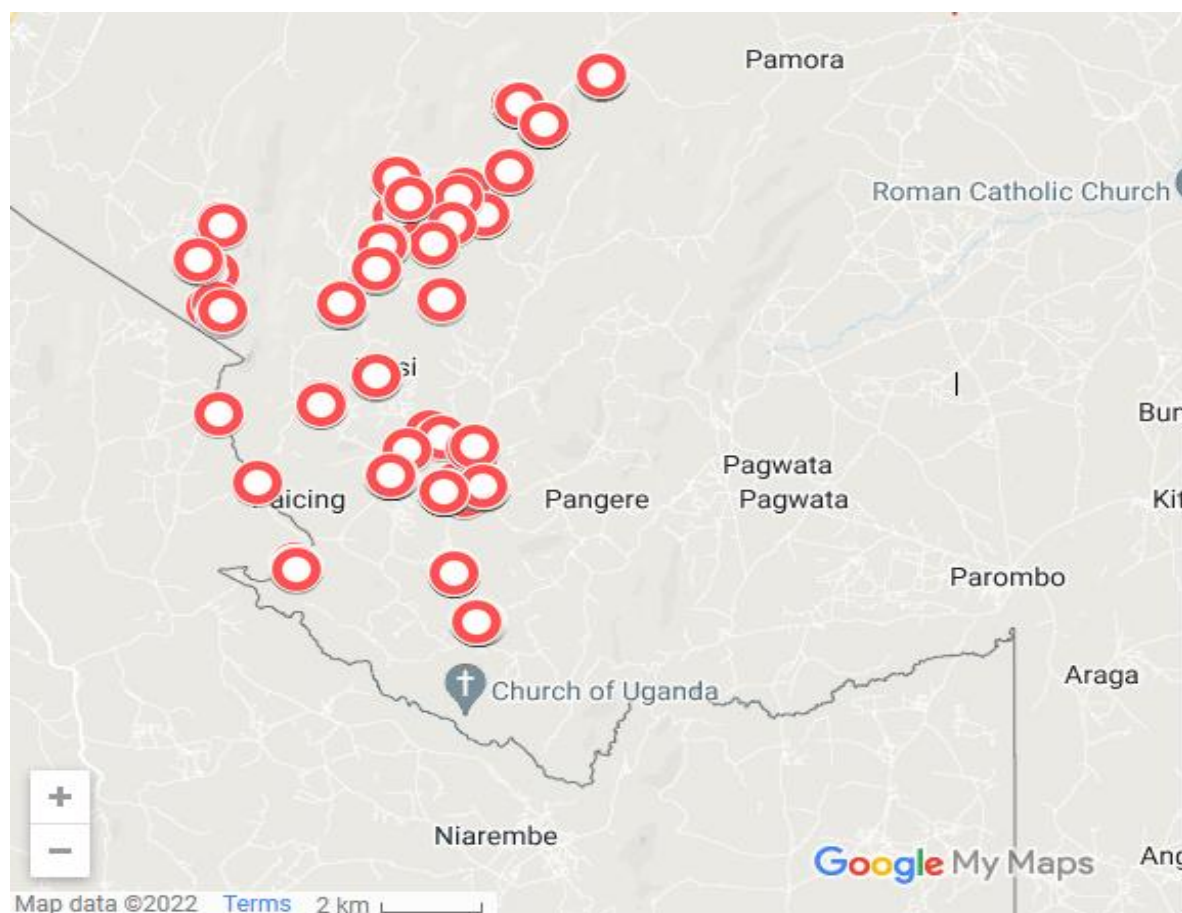 Pamora
Roman Catholic Church
Pagwata
Pangere
Pagwata
Parombo
Church of Uganda
Araga
Niarembe
+
−
Google My Maps
Map data ©2022 Terms 2 km